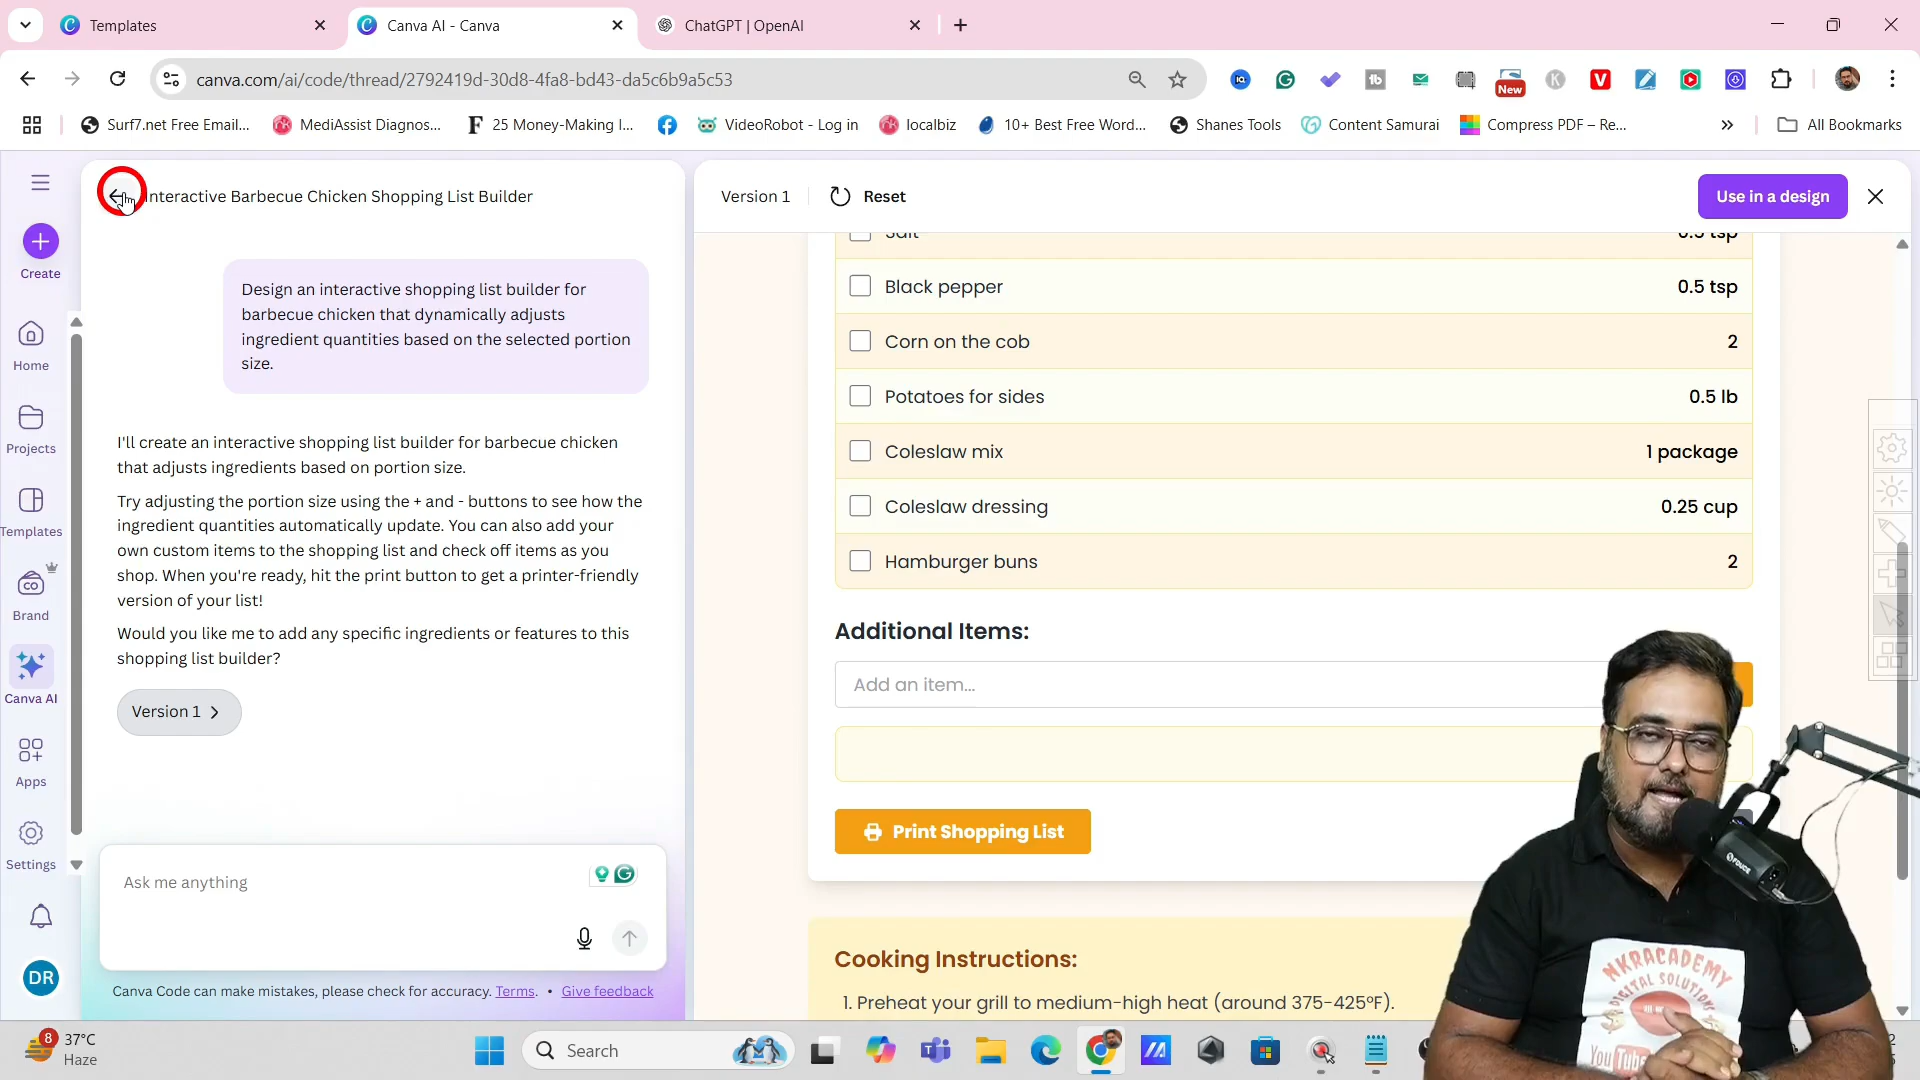 Templates
Canva AI - Canva
ChatGPT | OpenAI
canva.com/ai/code/thread/2792419d-30d8-4fa8-bd43-da5c6b9a5c53
New
Surf7.net Free Email...
MediAssist Diagnos...
25 Money-Making I...
VideoRobot - Log in
localbiz
10+ Best Free Word...
Shanes Tools
Content Samurai
Compress PDF – Re...
All Bookmarks
Interactive Barbecue Chicken Shopping List Builder
Version 1
Reset
Use in a design
Create
Home
Projects
Templates
Brand
Canva AI
Apps
Settings
DR
Design an interactive shopping list builder for
barbecue chicken that dynamically adjusts
ingredient quantities based on the selected portion
size.
I'll create an interactive shopping list builder for barbecue chicken
that adjusts ingredients based on portion size.
Try adjusting the portion size using the + and - buttons to see how the
ingredient quantities automatically update. You can also add your
own custom items to the shopping list and check off items as you
shop. When you're ready, hit the print button to get a printer-friendly
version of your list!
Would you like me to add any specific ingredients or features to this
shopping list builder?
Version 1
Ask me anything
Canva Code can make mistakes, please check for accuracy. Terms. • Give feedback
Salt 0.5 tsp
Black pepper 0.5 tsp
Corn on the cob 2
Potatoes for sides 0.5 lb
Coleslaw mix 1 package
Coleslaw dressing 0.25 cup
Hamburger buns 2
Additional Items:
Add an item...
Print Shopping List
Cooking Instructions:
1. Preheat your grill to medium-high heat (around 375-425°F).
FDUCE
NKRACADEMY
DIGITAL SOLUTIONS
YouTube
8
37°C
Haze
Search